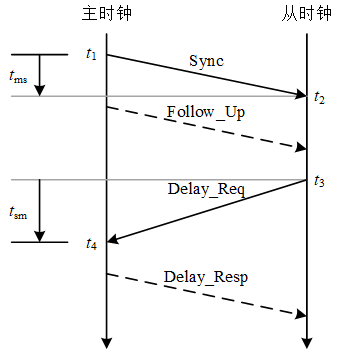 主时钟 从时钟
t1
Sync
tms
t2
Follow_Up
t3
Delay_Req
tsm
t4
Delay_Resp